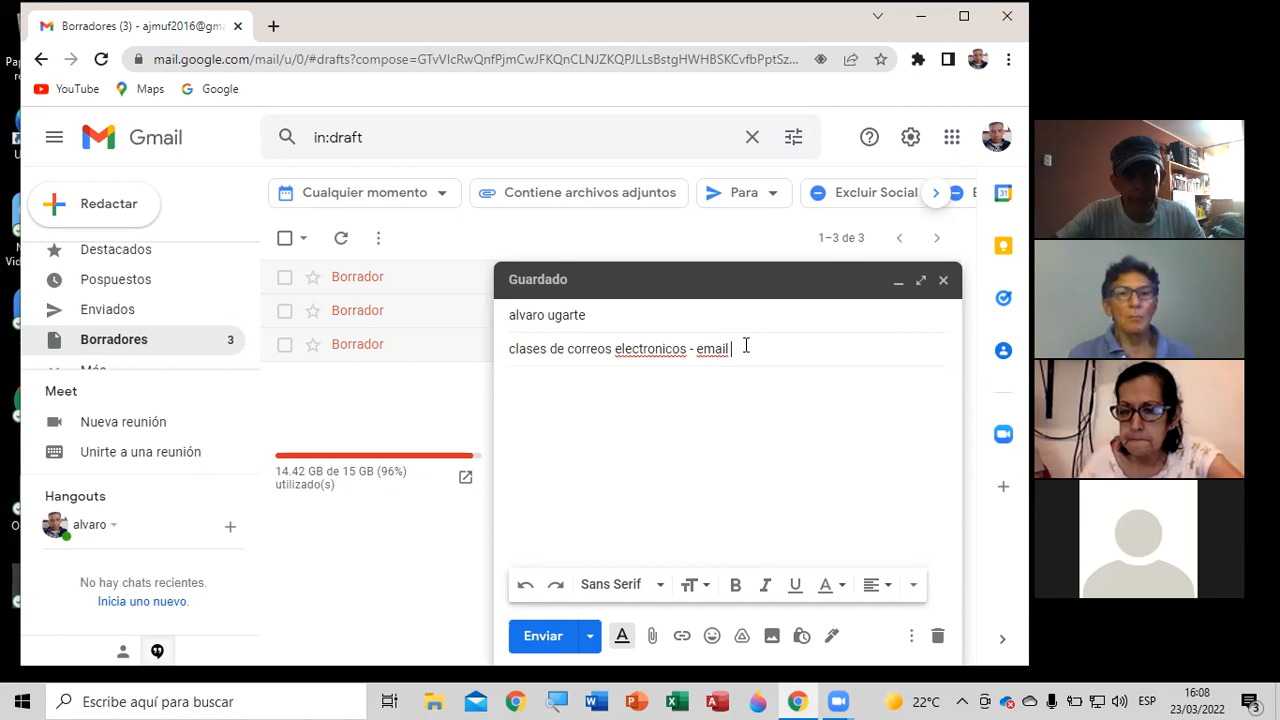 Borradores (3) - ajmuf2016@gma
mail.google.com/mail/u/0/#drafts?compose=GTvVlcRwQnfPjmCwJFKQnCLNJZKQPJLLsBstgHWHBSKCvfbPptSz...
YouTube Maps Google
Gmail
in:draft
Redactar
Cualquier momento
Contiene archivos adjuntos
Para
Excluir Social
1–3 de 3
Destacados
Pospuestos
Enviados
Borradores 3
Más
Borrador
Borrador
Borrador
Meet
Nueva reunión
Unirte a una reunión
14.42 GB de 15 GB (96%)
utilizado(s)
Hangouts
alvaro
No hay chats recientes.
Inicia uno nuevo.
Guardado
alvaro ugarte
clases de correos electronicos - email
Sans Serif
Enviar
31
Escribe aquí para buscar
22°C
ESP
16:08
23/03/2022
3